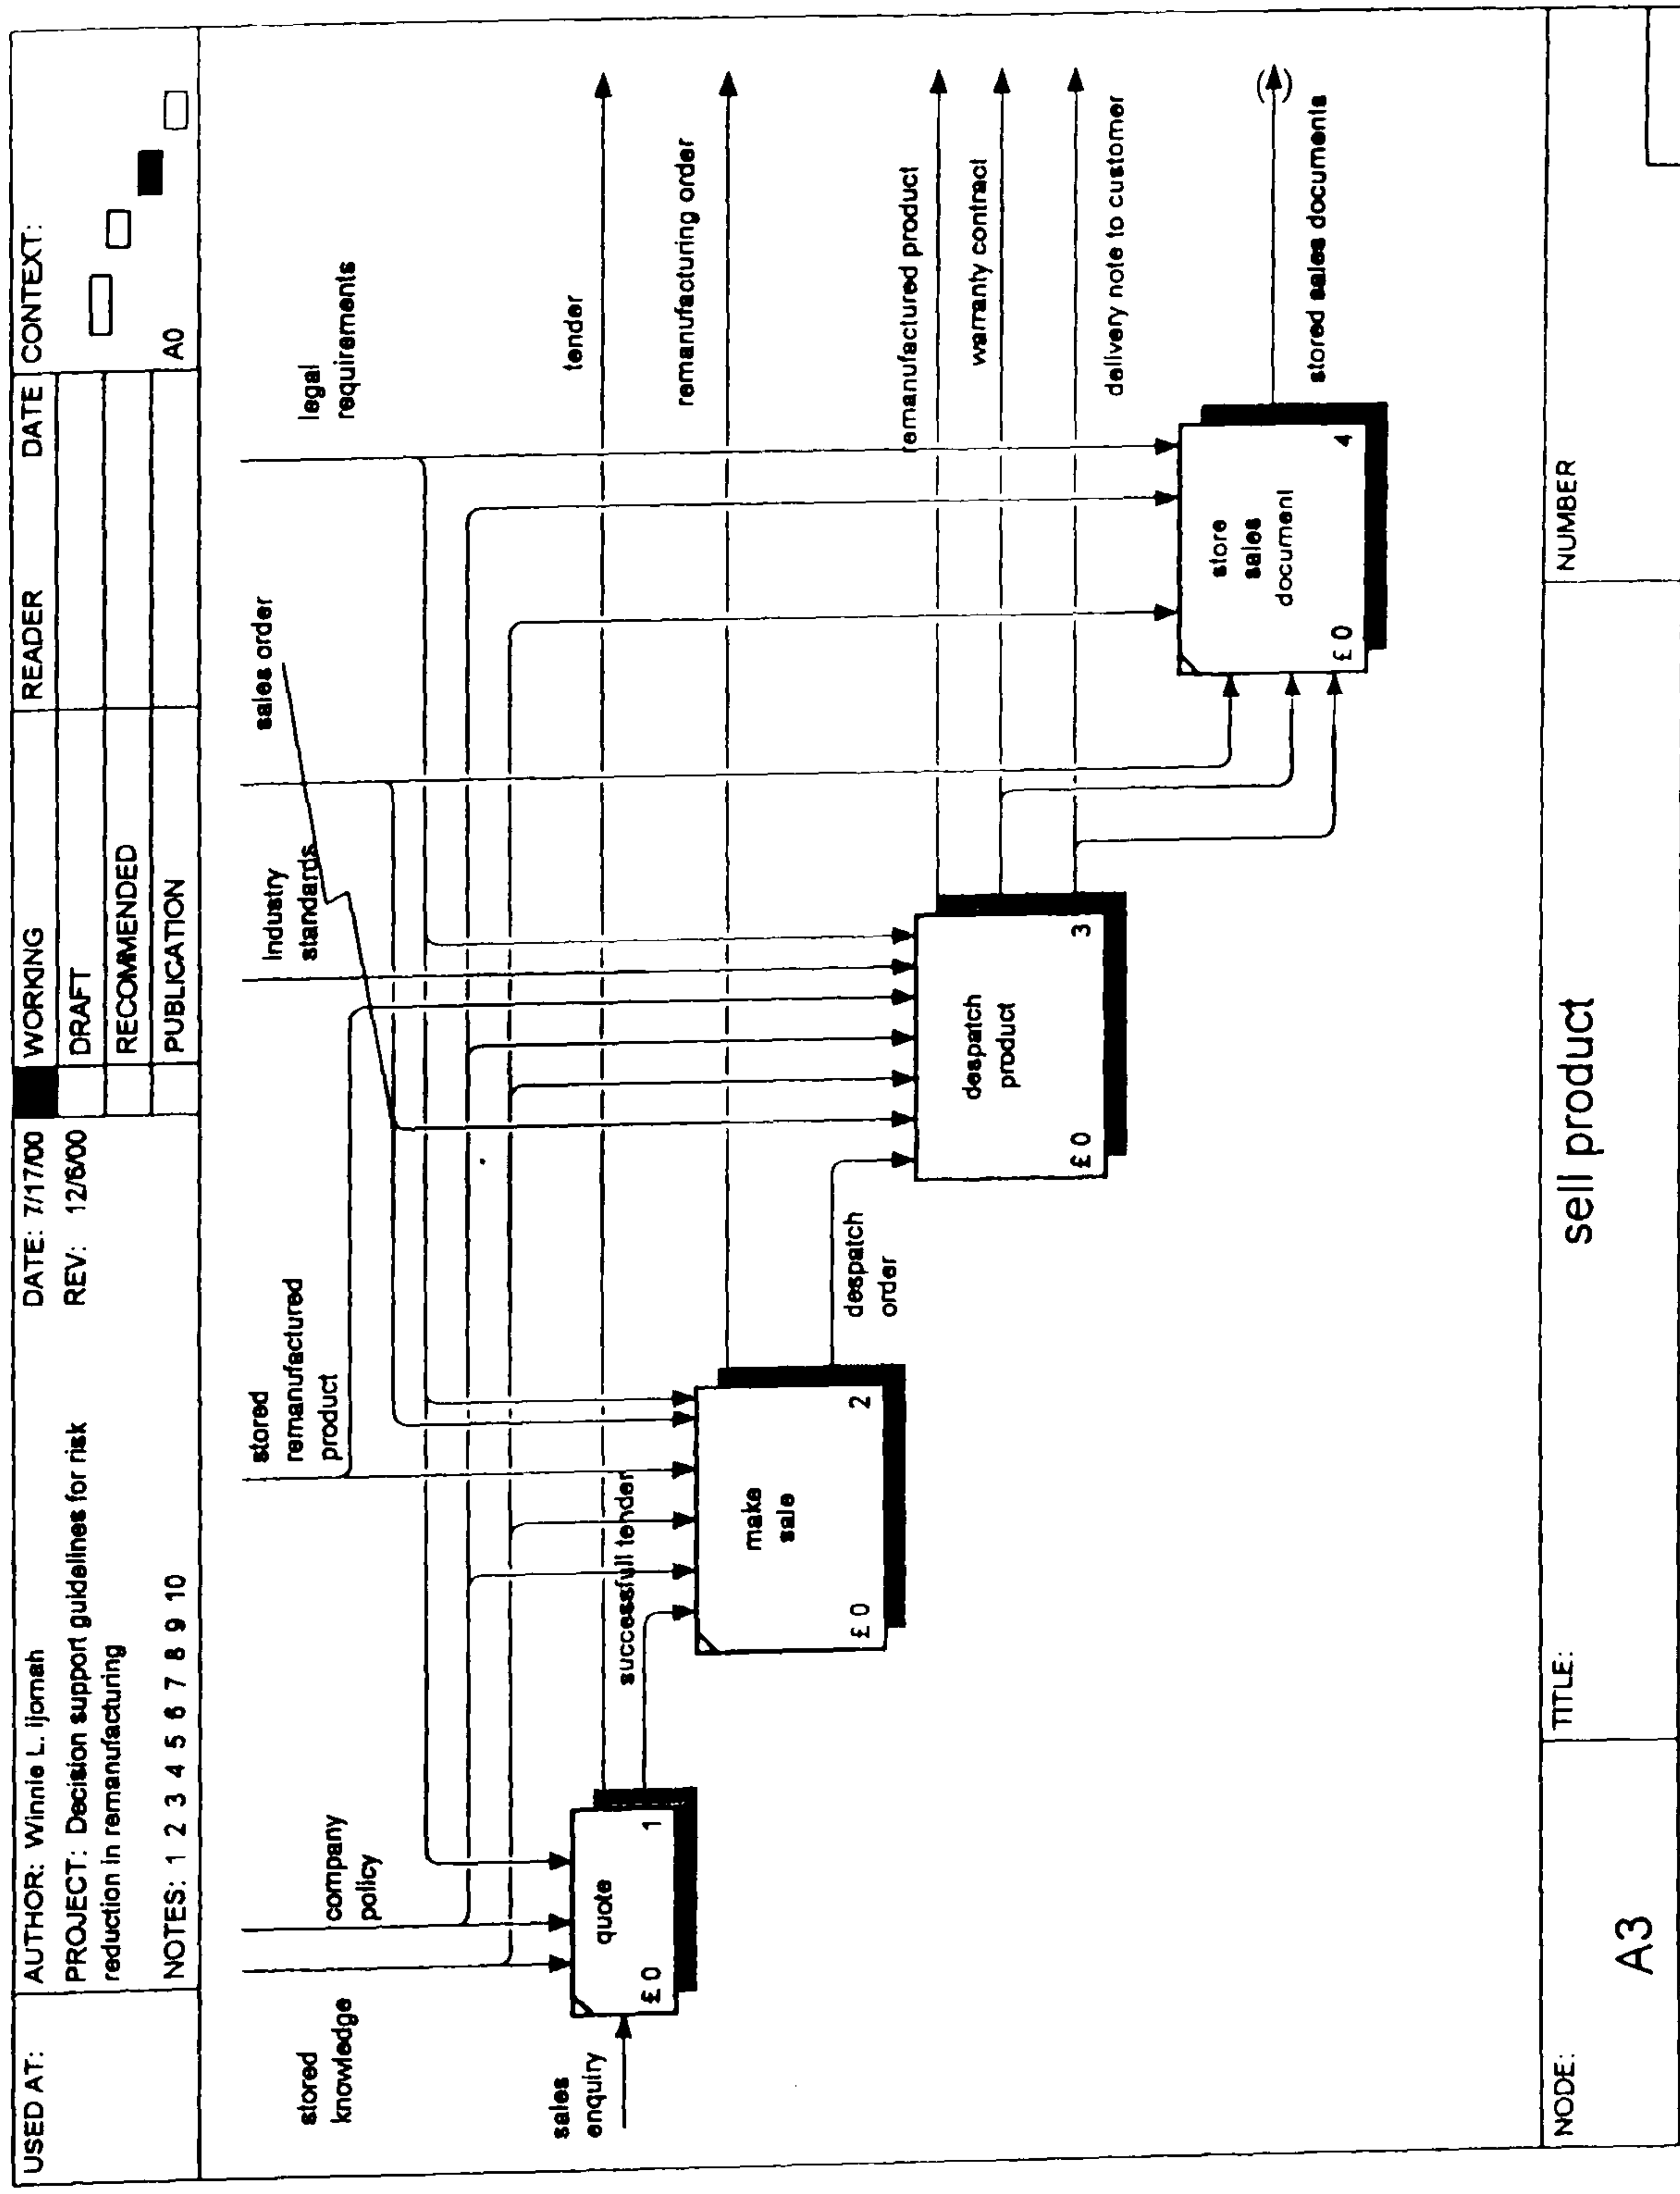 USED AT:
AUTHOR: Winnie L. Ijomah
PROJECT: Decision support guidelines for risk
reduction in remanufacturing
NOTES: 1 2 3 4 5 6 7 8 9 10
DATE: 7/17/00
REV: 12/6/00
WORKING
DRAFT
RECOMMENDED
PUBLICATION
READER
DATE
CONTEXT:
A0
stored
knowledge
company
policy
stored
remanufactured
product
Industry
standards
sales order
legal
requirements
sales
enquiry
quote
£ 0
1
successfull tender
tender
make
sale
£ 0
2
remanufacturing order
despatch
order
despatch
product
£ 0
3
remanufactured product
warranty contract
delivery note to customer
store
sales
document
£ 0
4
stored sales documents
NODE:
A3
TITLE:
sell product
NUMBER